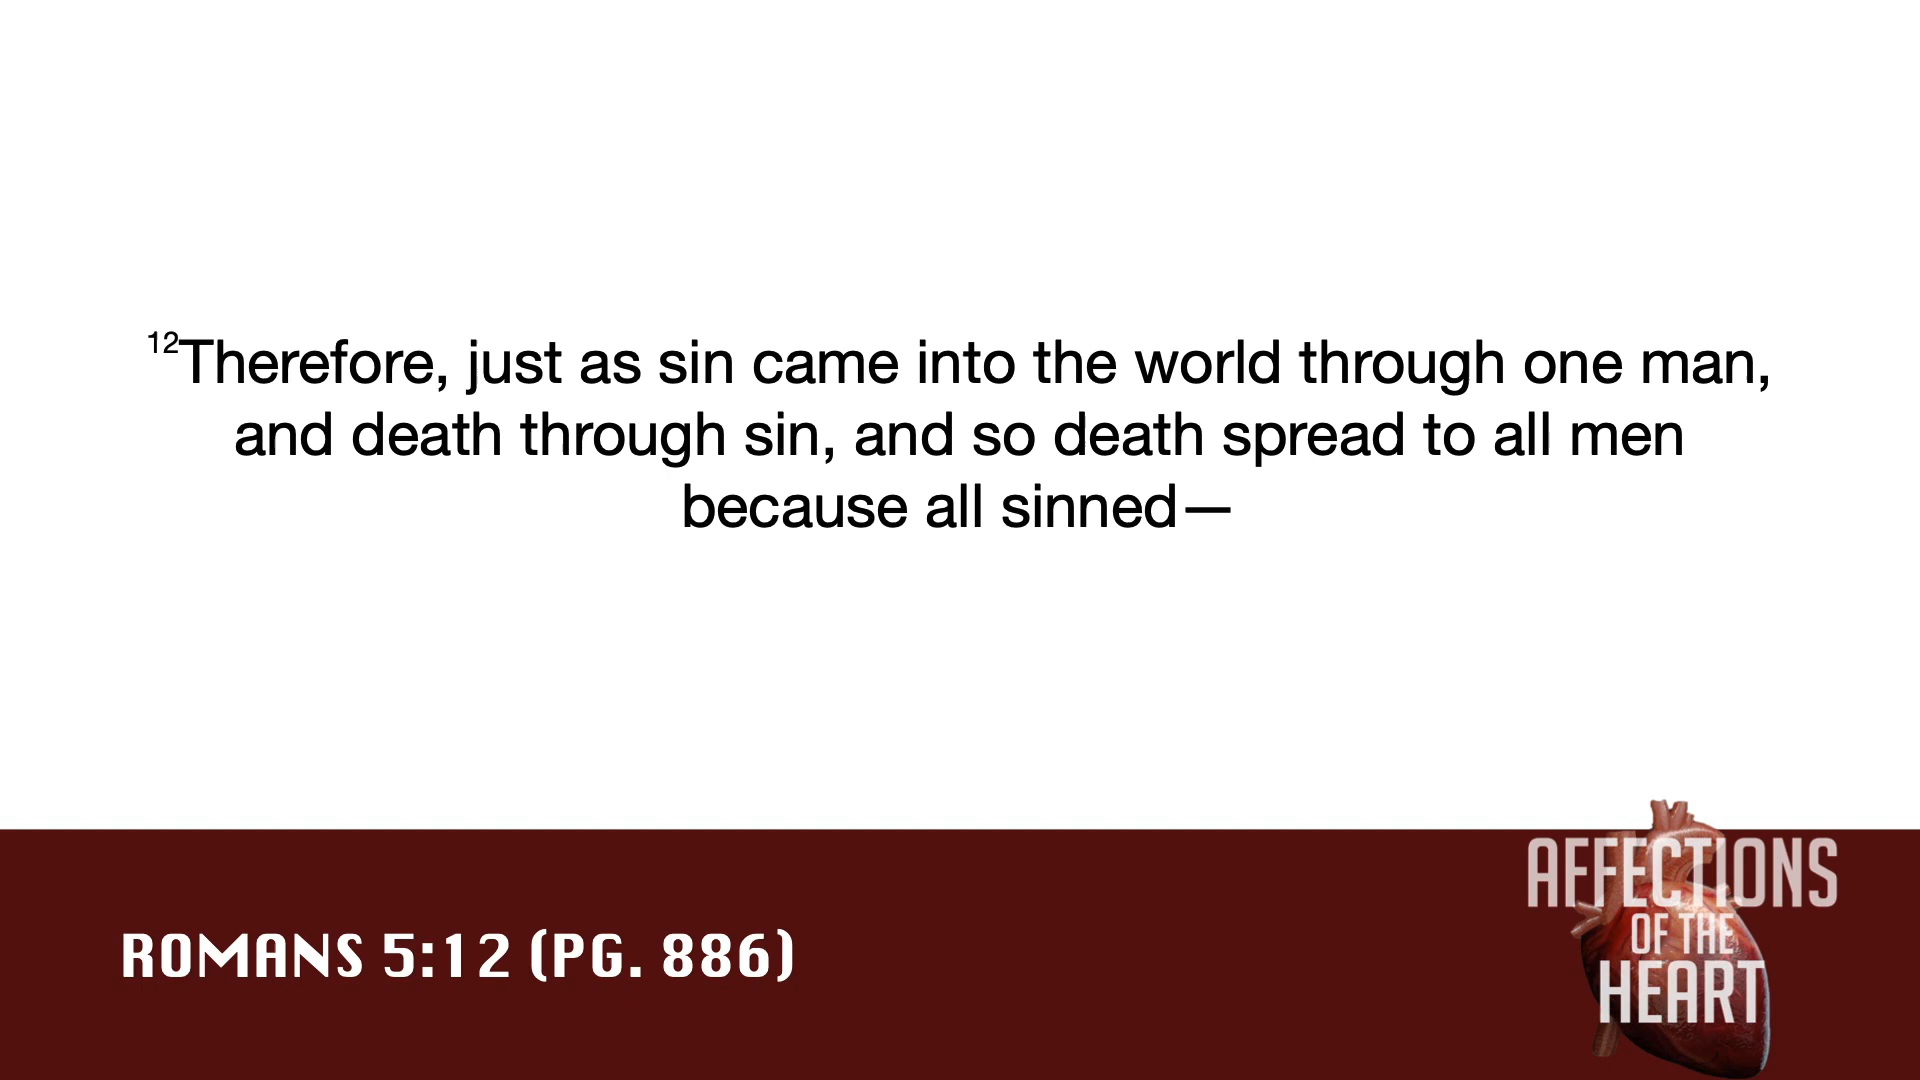 12Therefore, just as sin came into the world through one man,
and death through sin, and so death spread to all men
because all sinned—
ROMANS 5:12 (PG. 886)
AFFECTIONS
OF THE
HEART